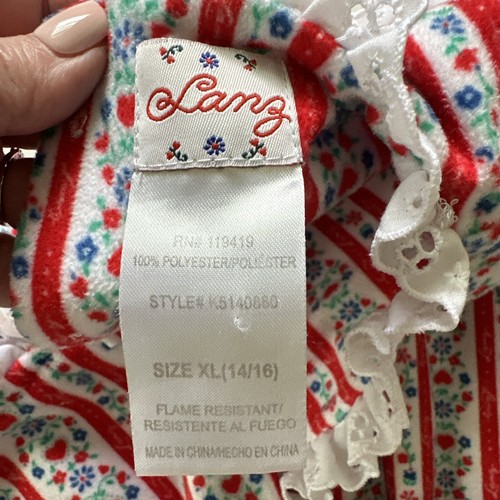 Lanz
RN# 119419
100% POLYESTER/POLIÉSTER
STYLE# K5140880
SIZE XL(14/16)
FLAME RESISTANT/
RESISTENTE AL FUEGO
MADE IN CHINA/HECHO EN CHINA